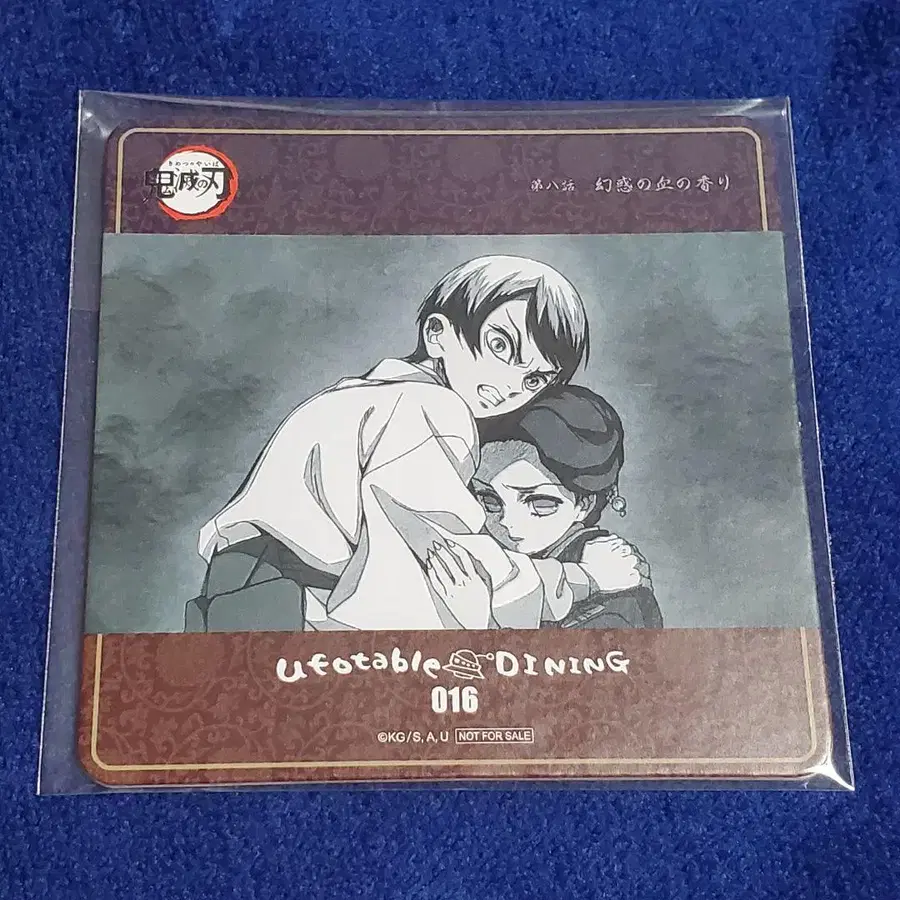 きめつのやいば
鬼滅の刃
第八話 幻惑の血の香り
ufotable DINING
016
©KG/S, A, U NOT FOR SALE